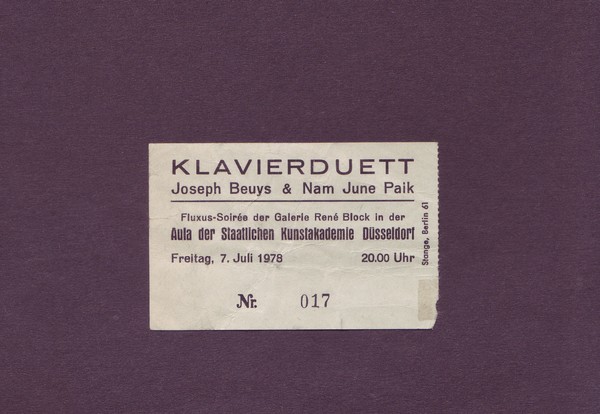 KLAVIERDUETT
Joseph Beuys & Nam June Paik
Fluxus-Soirée der Galerie René Block in der
Aula der Staatlichen Kunstakademie Düsseldorf
Freitag, 7. Juli 1978 20.00 Uhr
Nr. 017
Stange, Berlin 61